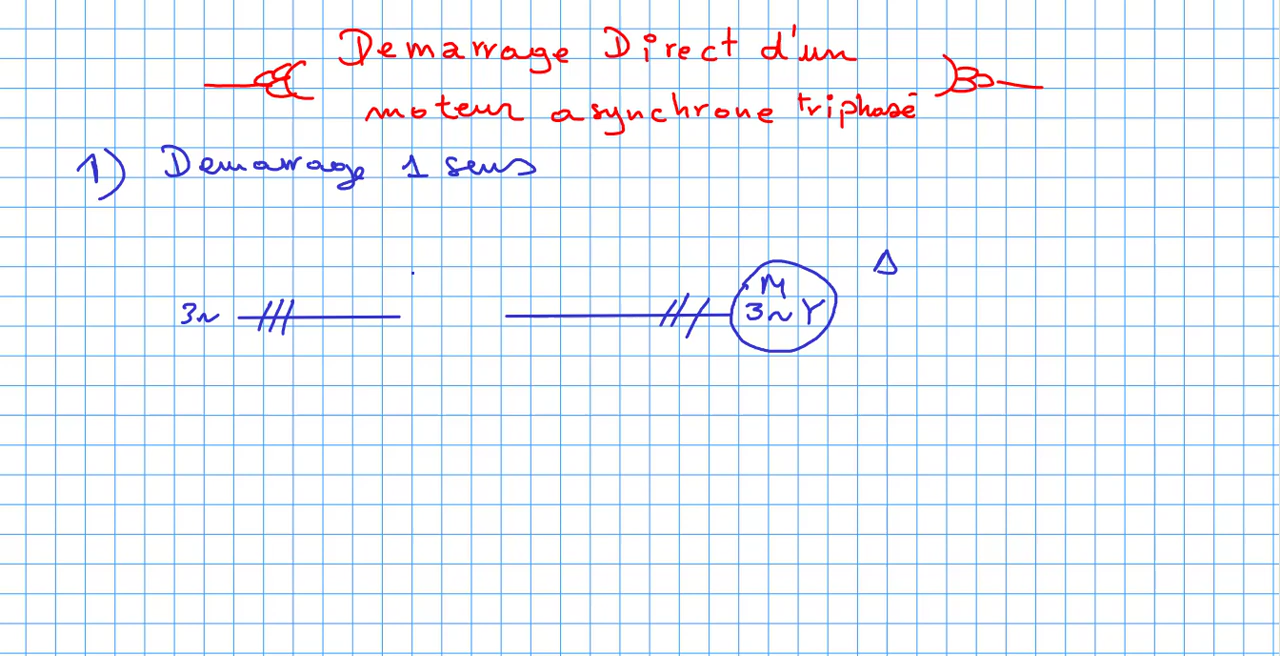 Demarrage Direct d'un
moteur asynchrone triphasé
1) Demarrage 1 sens
Δ
M
3~ 3~ Y